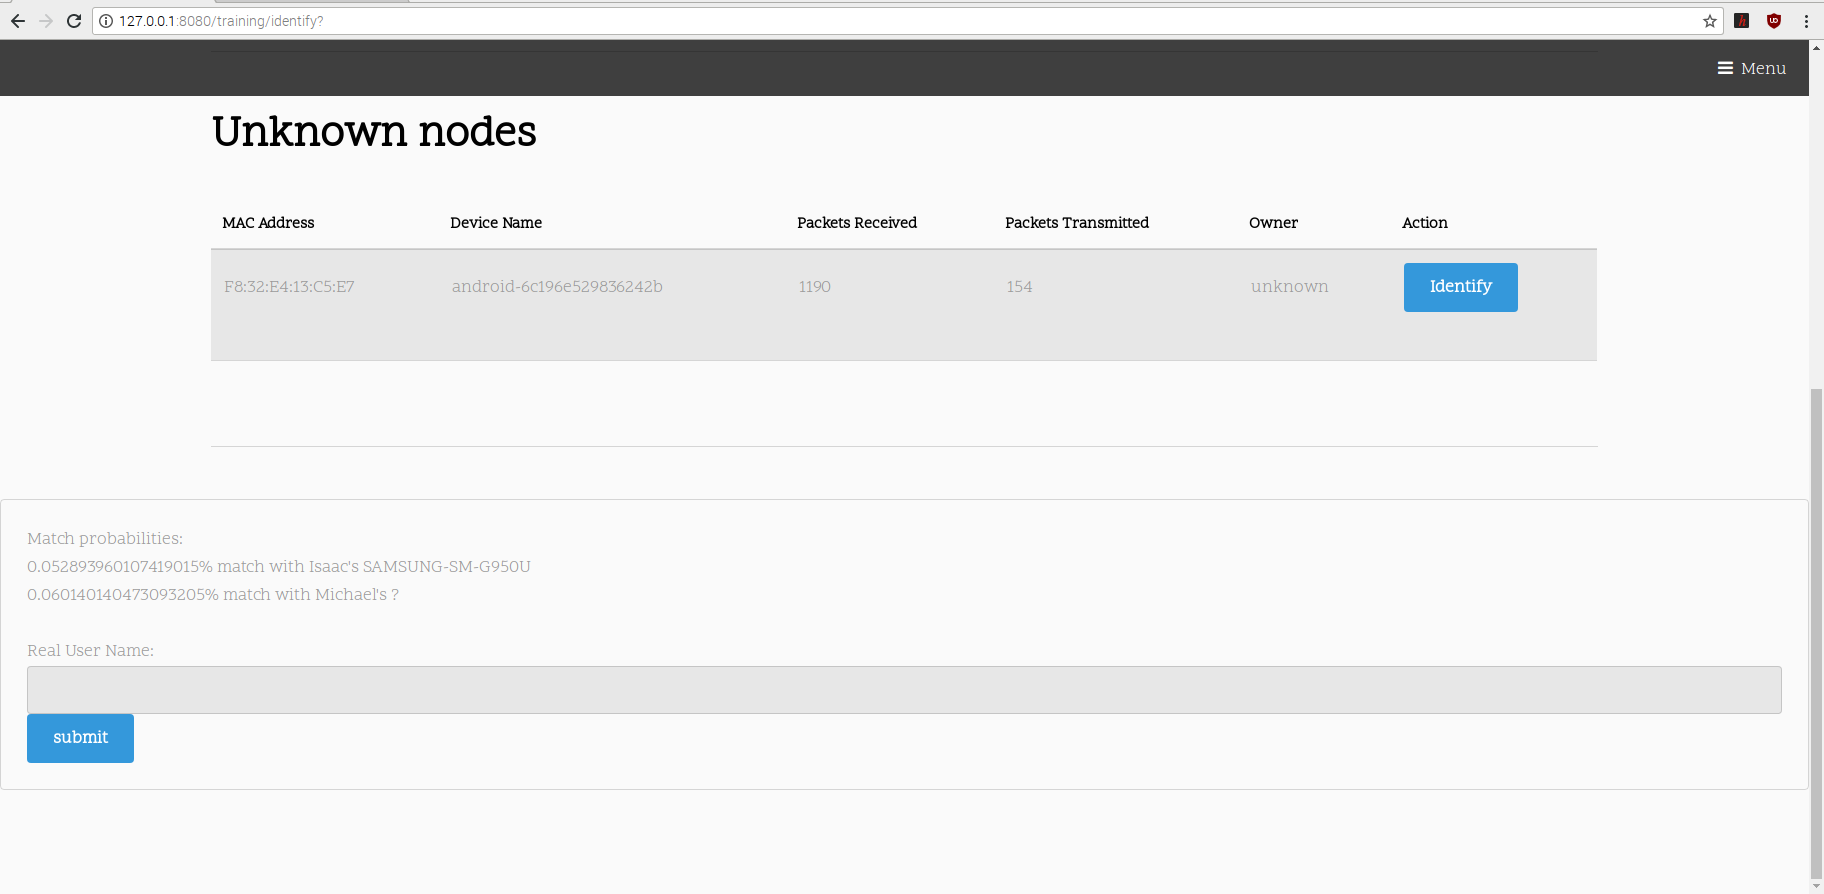 127.0.0.1:8080/training/identify?
Menu
Unknown nodes
MAC Address Device Name Packets Received Packets Transmitted Owner Action
F8:32:E4:13:C5:E7 android-6c196e529836242b 1190 154 unknown Identify
Match probabilities:
0.052893960107419015% match with Isaac's SAMSUNG-SM-G950U
0.060140140473093205% match with Michael's ?
Real User Name:
submit